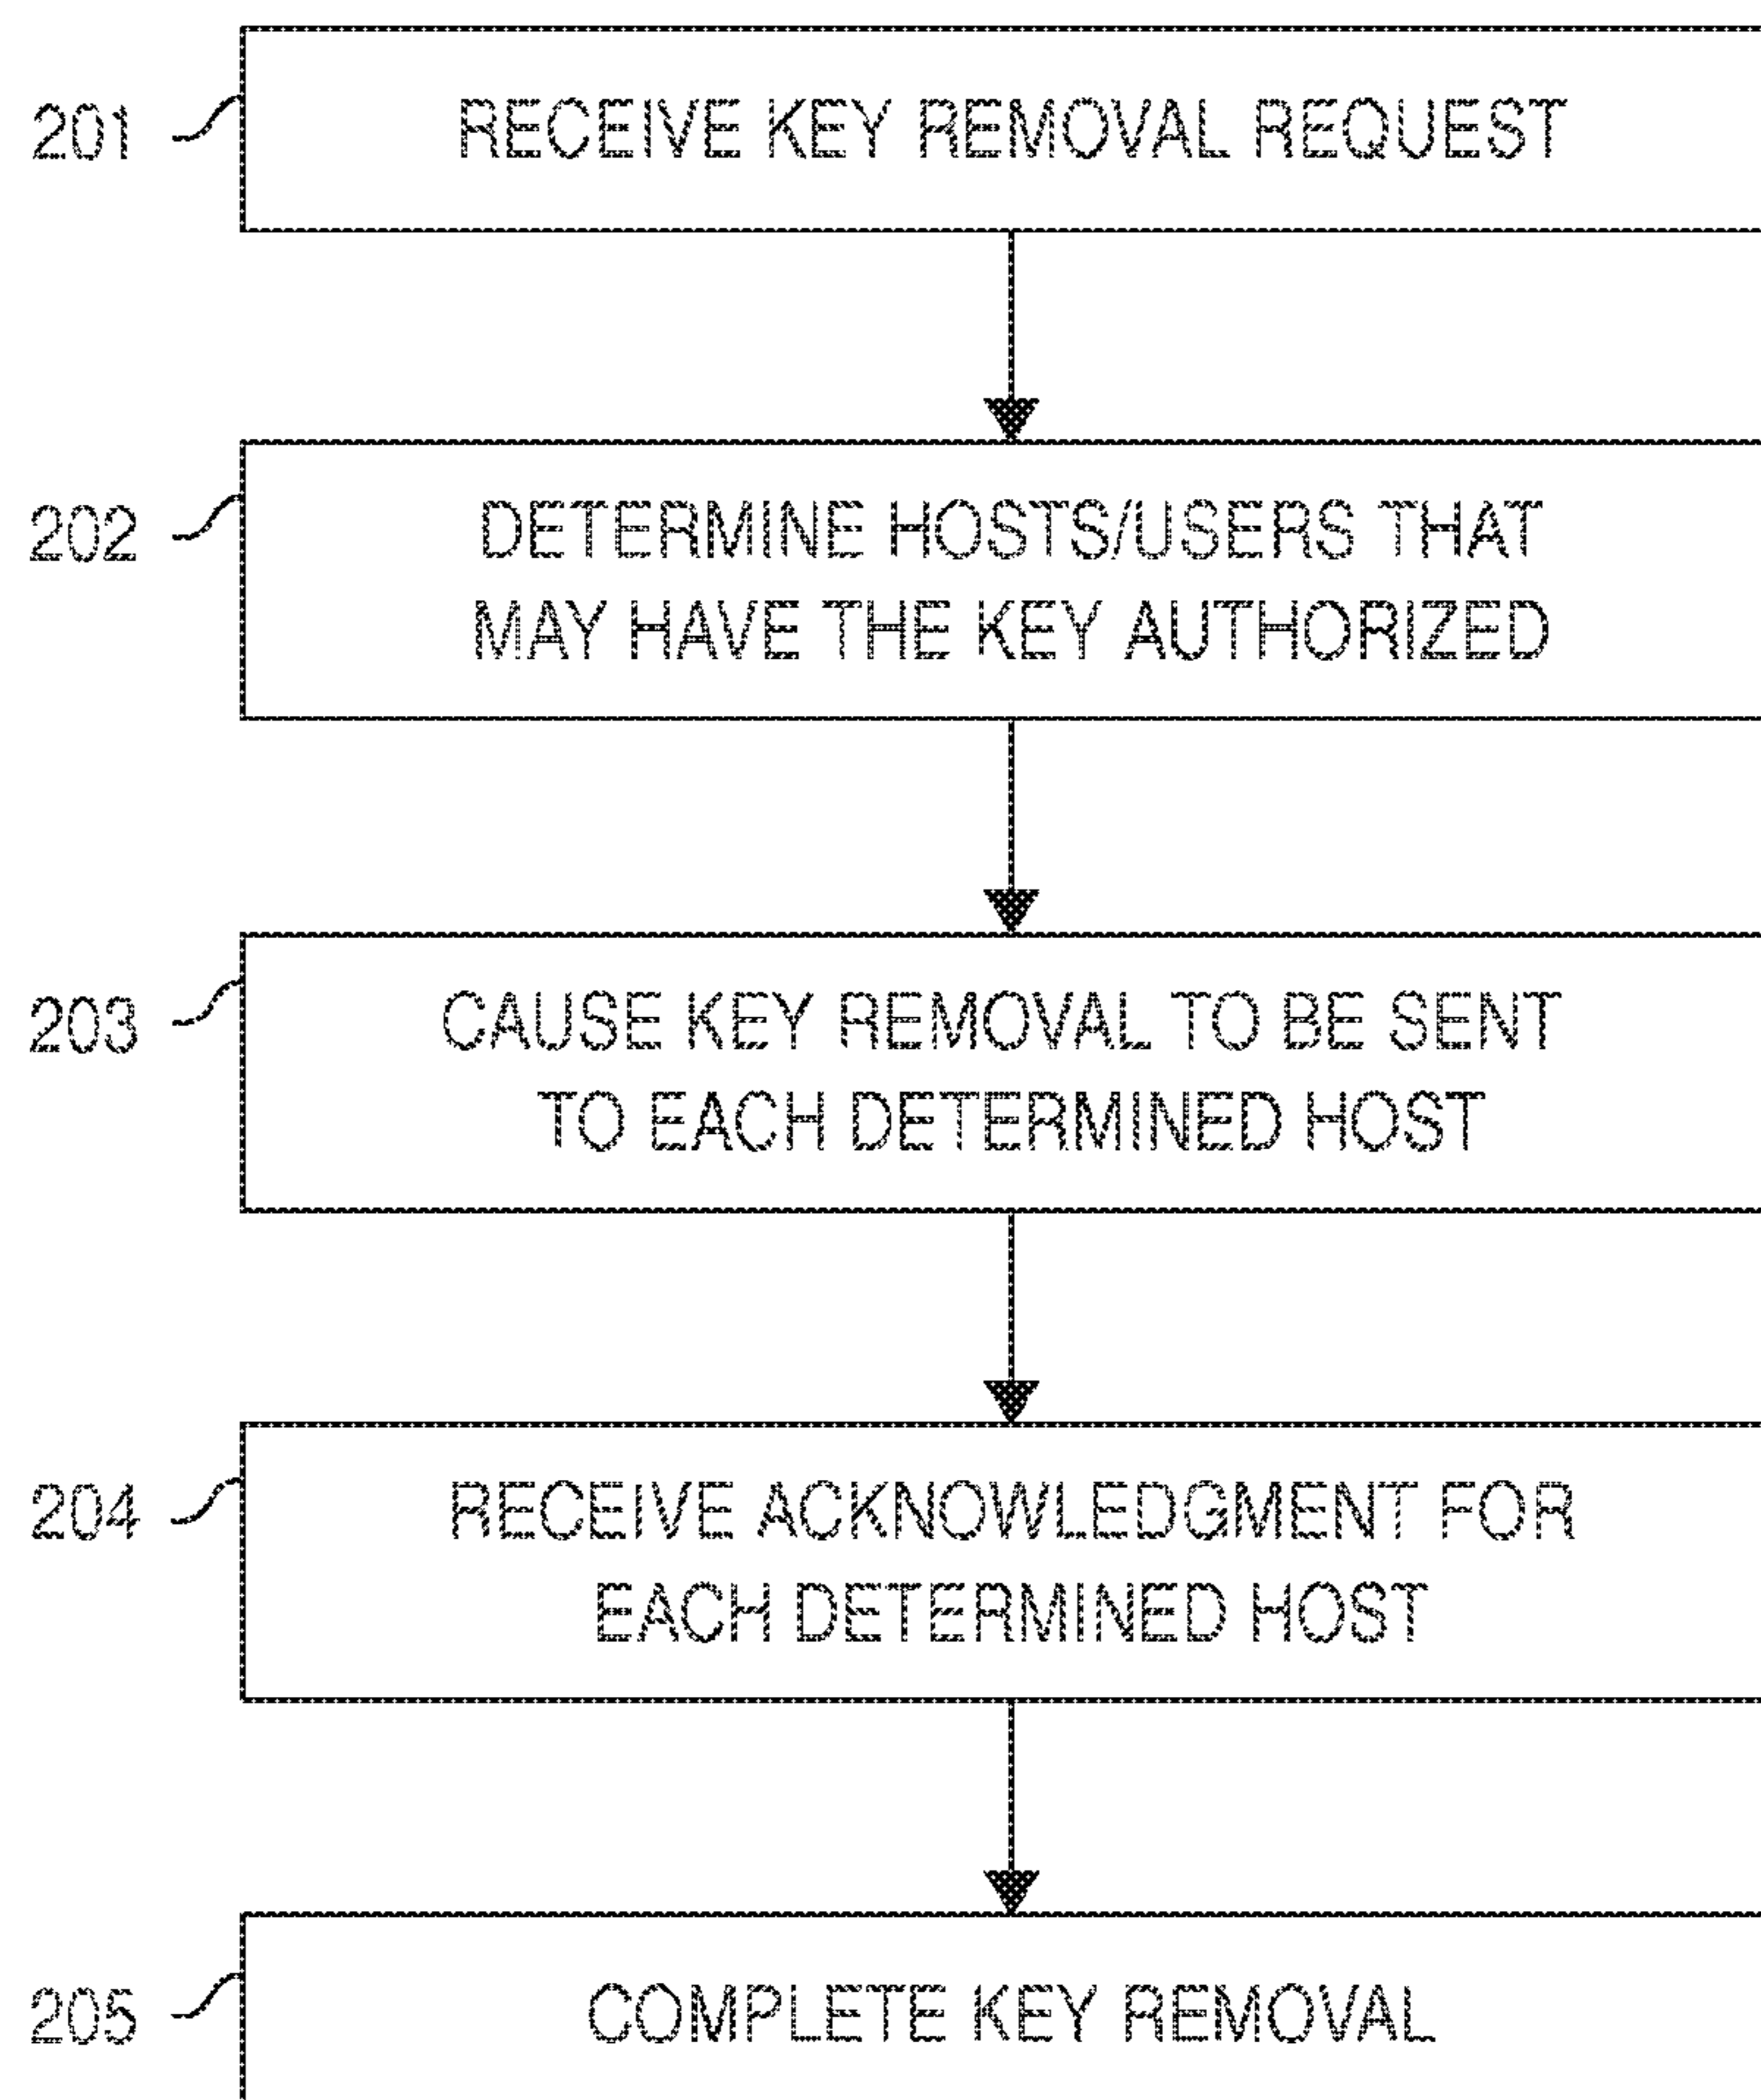 201 RECEIVE KEY REMOVAL REQUEST
202 DETERMINE HOSTS/USERS THAT
MAY HAVE THE KEY AUTHORIZED
203 CAUSE KEY REMOVAL TO BE SENT
TO EACH DETERMINED HOST
204 RECEIVE ACKNOWLEDGMENT FOR
EACH DETERMINED HOST
205 COMPLETE KEY REMOVAL